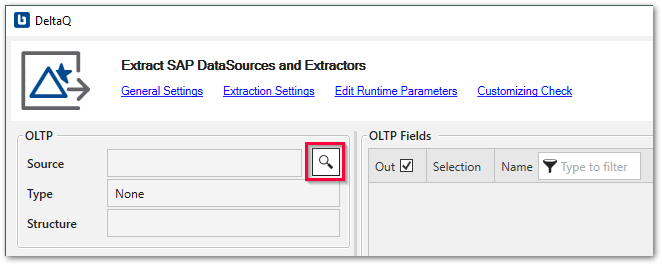 DeltaQ
Extract SAP DataSources and Extractors
General Settings Extraction Settings Edit Runtime Parameters Customizing Check
OLTP
Source
Type None
Structure
OLTP Fields
Out Selection Name Type to filter